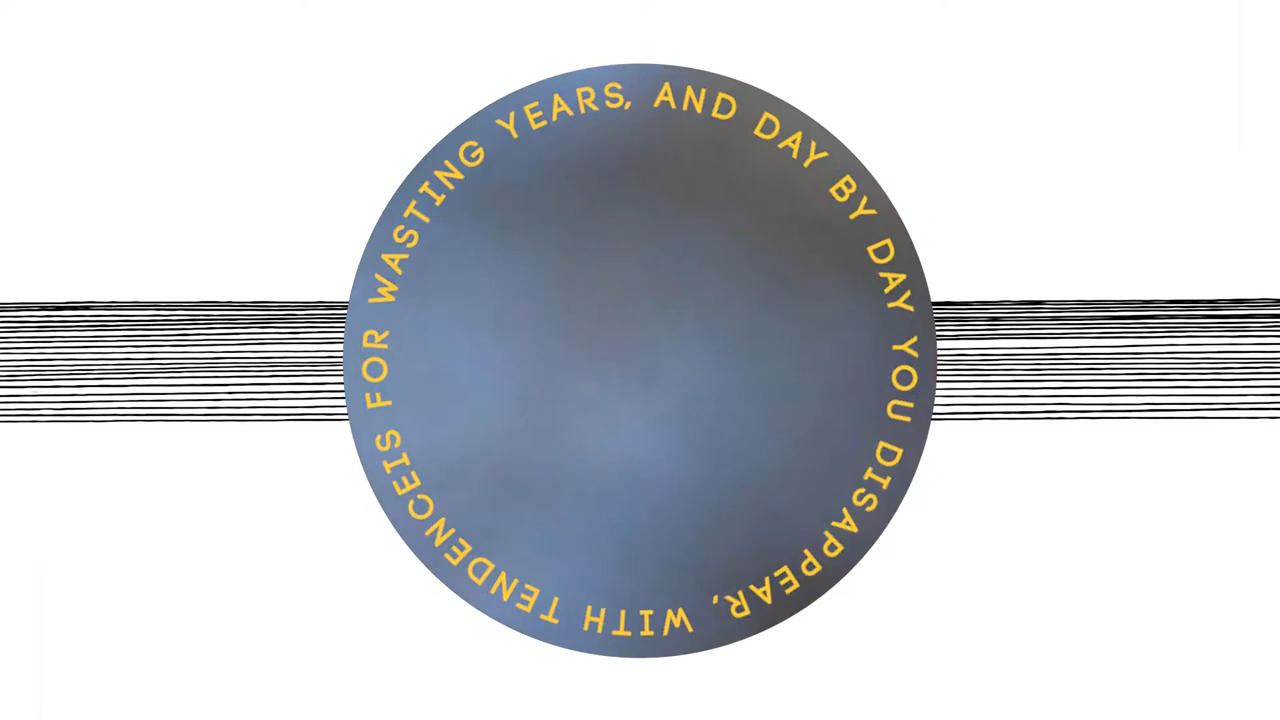 AND DAY BY DAY YOU DISAPPEAR, WITH TENDENCEIS FOR WASTING YEARS,